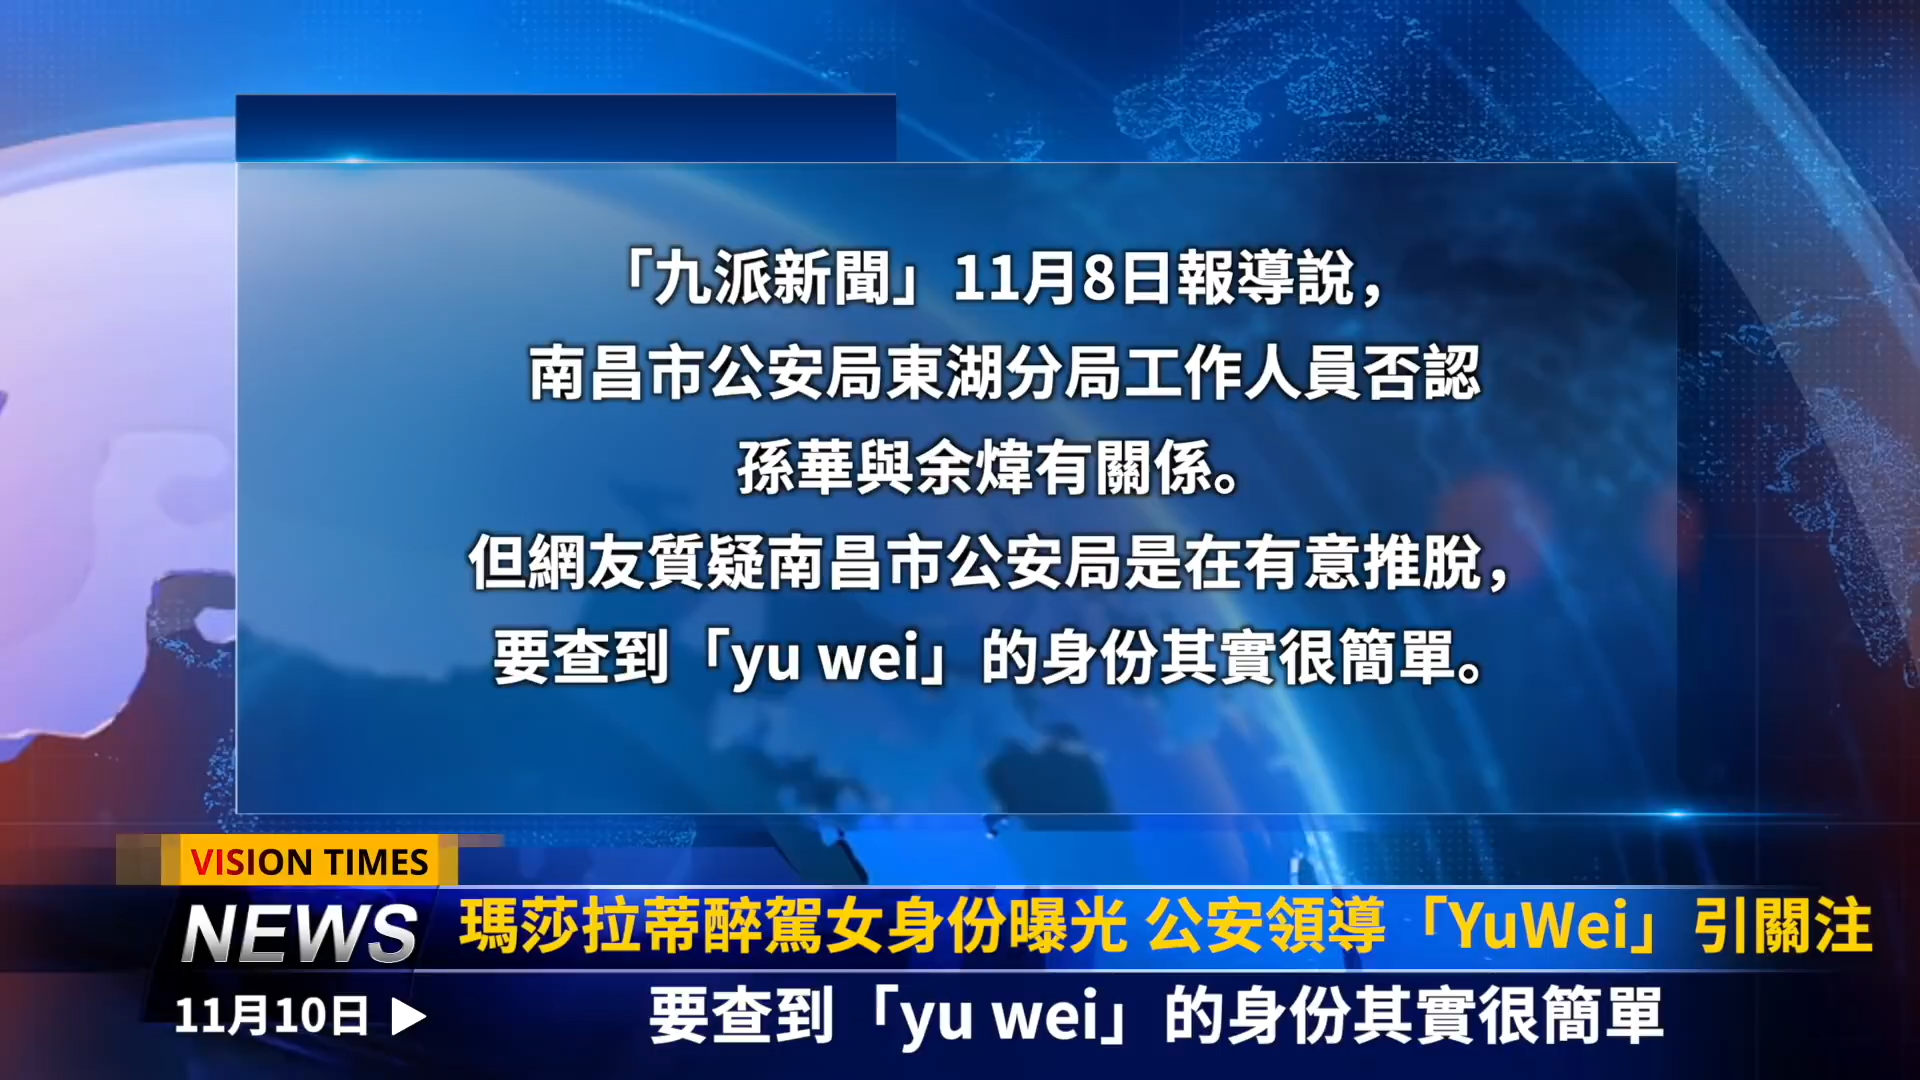 「九派新聞」11月8日報導說，
南昌市公安局東湖分局工作人員否認
孫華與余煒有關係。
但網友質疑南昌市公安局是在有意推脫，
要查到「yu wei」的身份其實很簡單。
VISION TIMES
NEWS
瑪莎拉蒂醉駕女身份曝光 公安領導「YuWei」引關注
11月10日
要查到「yu wei」的身份其實很簡單